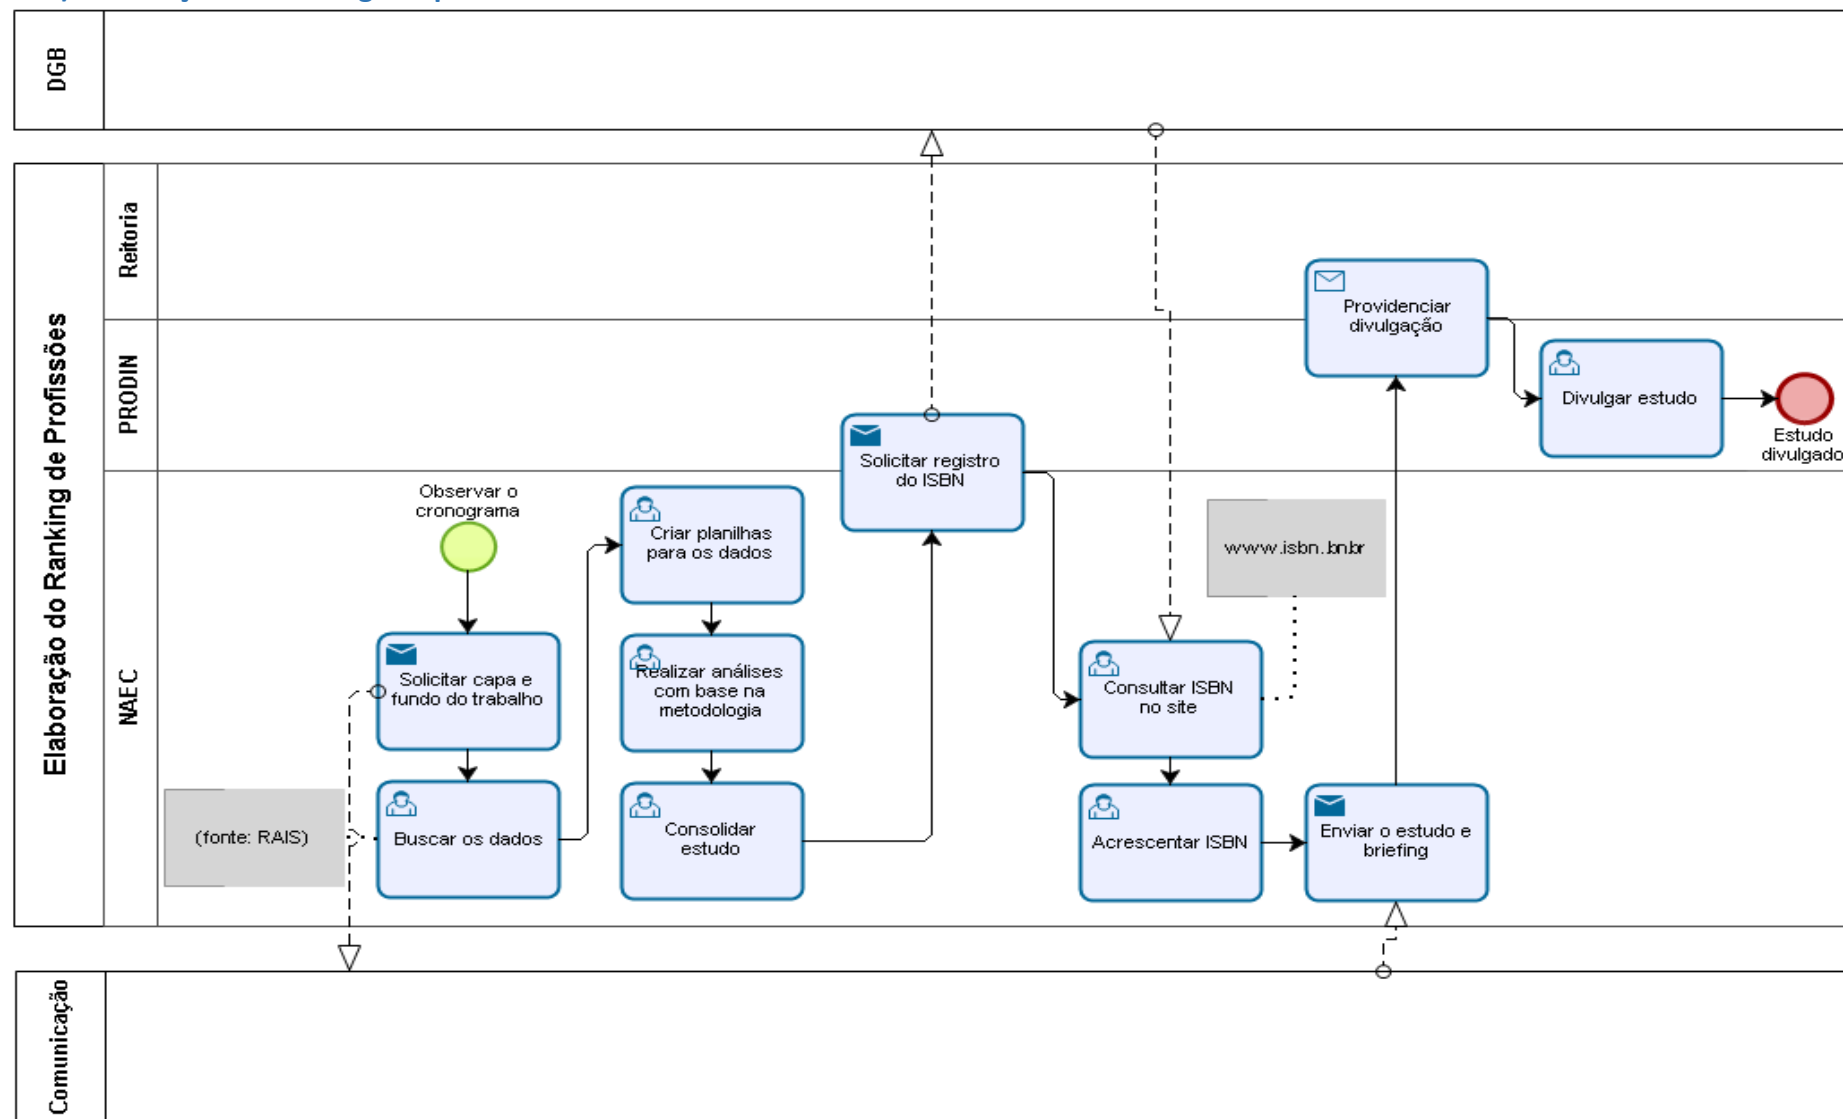 DGB
Elaboração do Ranking de Profissões
Reitoria
PRODIN
NAEC
Comunicação
Observar o
cronograma
Solicitar capa e
fundo do trabalho
(fonte: RAIS)
Buscar os dados
Criar planilhas
para os dados
Realizar análises
com base na
metodologia
Consolidar
estudo
Solicitar registro
do ISBN
www.isbn.bn.br
Consultar ISBN
no site
Acrescentar ISBN
Enviar o estudo e
briefing
Providenciar
divulgação
Divulgar estudo
Estudo
divulgado